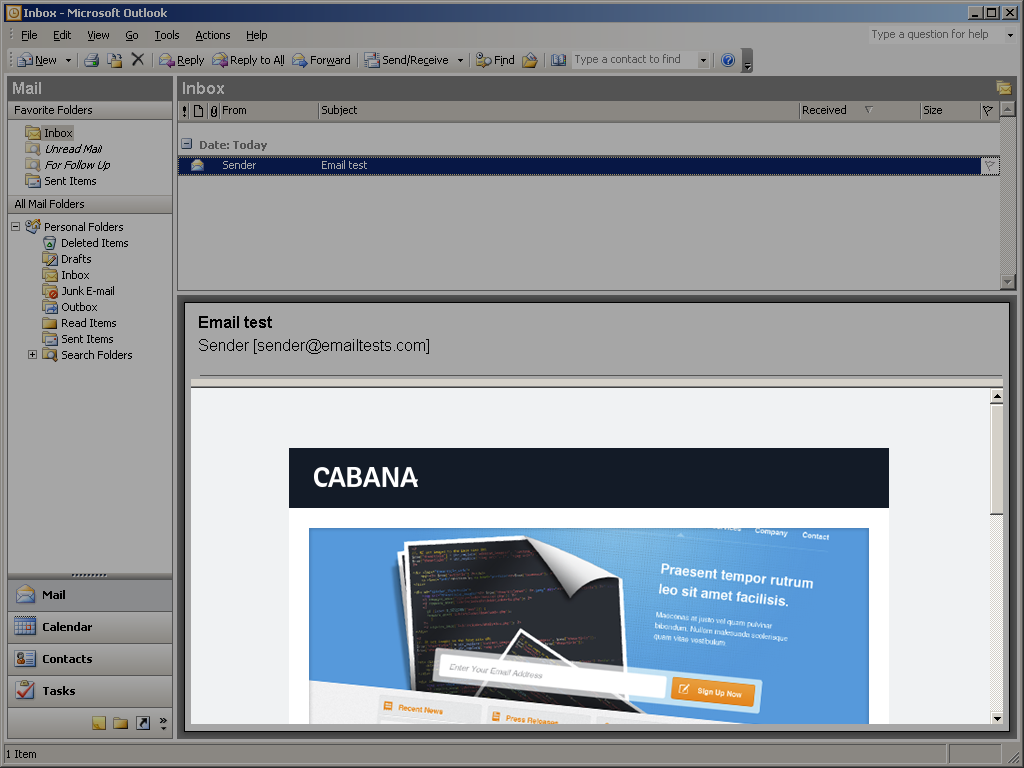 Inbox - Microsoft Outlook
File Edit View Go Tools Actions Help Type a question for help
New Reply Reply to All Forward Send/Receive Find Type a contact to find
Mail
Favorite Folders
Inbox
Unread Mail
For Follow Up
Sent Items
All Mail Folders
Personal Folders
Deleted Items
Drafts
Inbox
Junk E-mail
Outbox
Read Items
Sent Items
Search Folders
Mail
Calendar
Contacts
Tasks
Inbox
From Subject Received Size
Date: Today
Sender Email test
Email test
Sender [sender@emailtests.com]
CABANA
Company Contact
Praesent tempor rutrum
leo sit amet facilisis.
Maecenas at justo vel quam pulvinar
bibendum. Nullam malesuada scelerisque
quam vitae vestibulum.
Enter Your Email Address
Sign Up Now
Recent News
Press Releases
1 Item